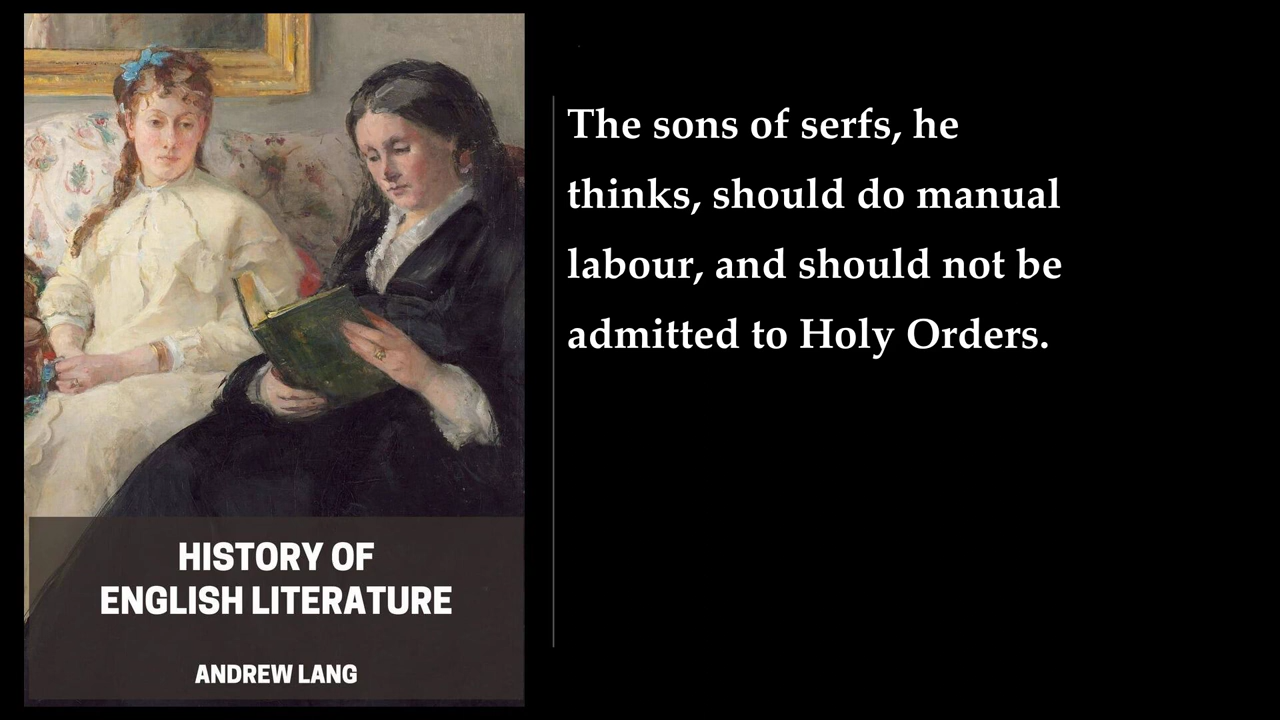 The sons of serfs, he
thinks, should do manual
labour, and should not be
admitted to Holy Orders.
HISTORY OF
ENGLISH LITERATURE
ANDREW LANG